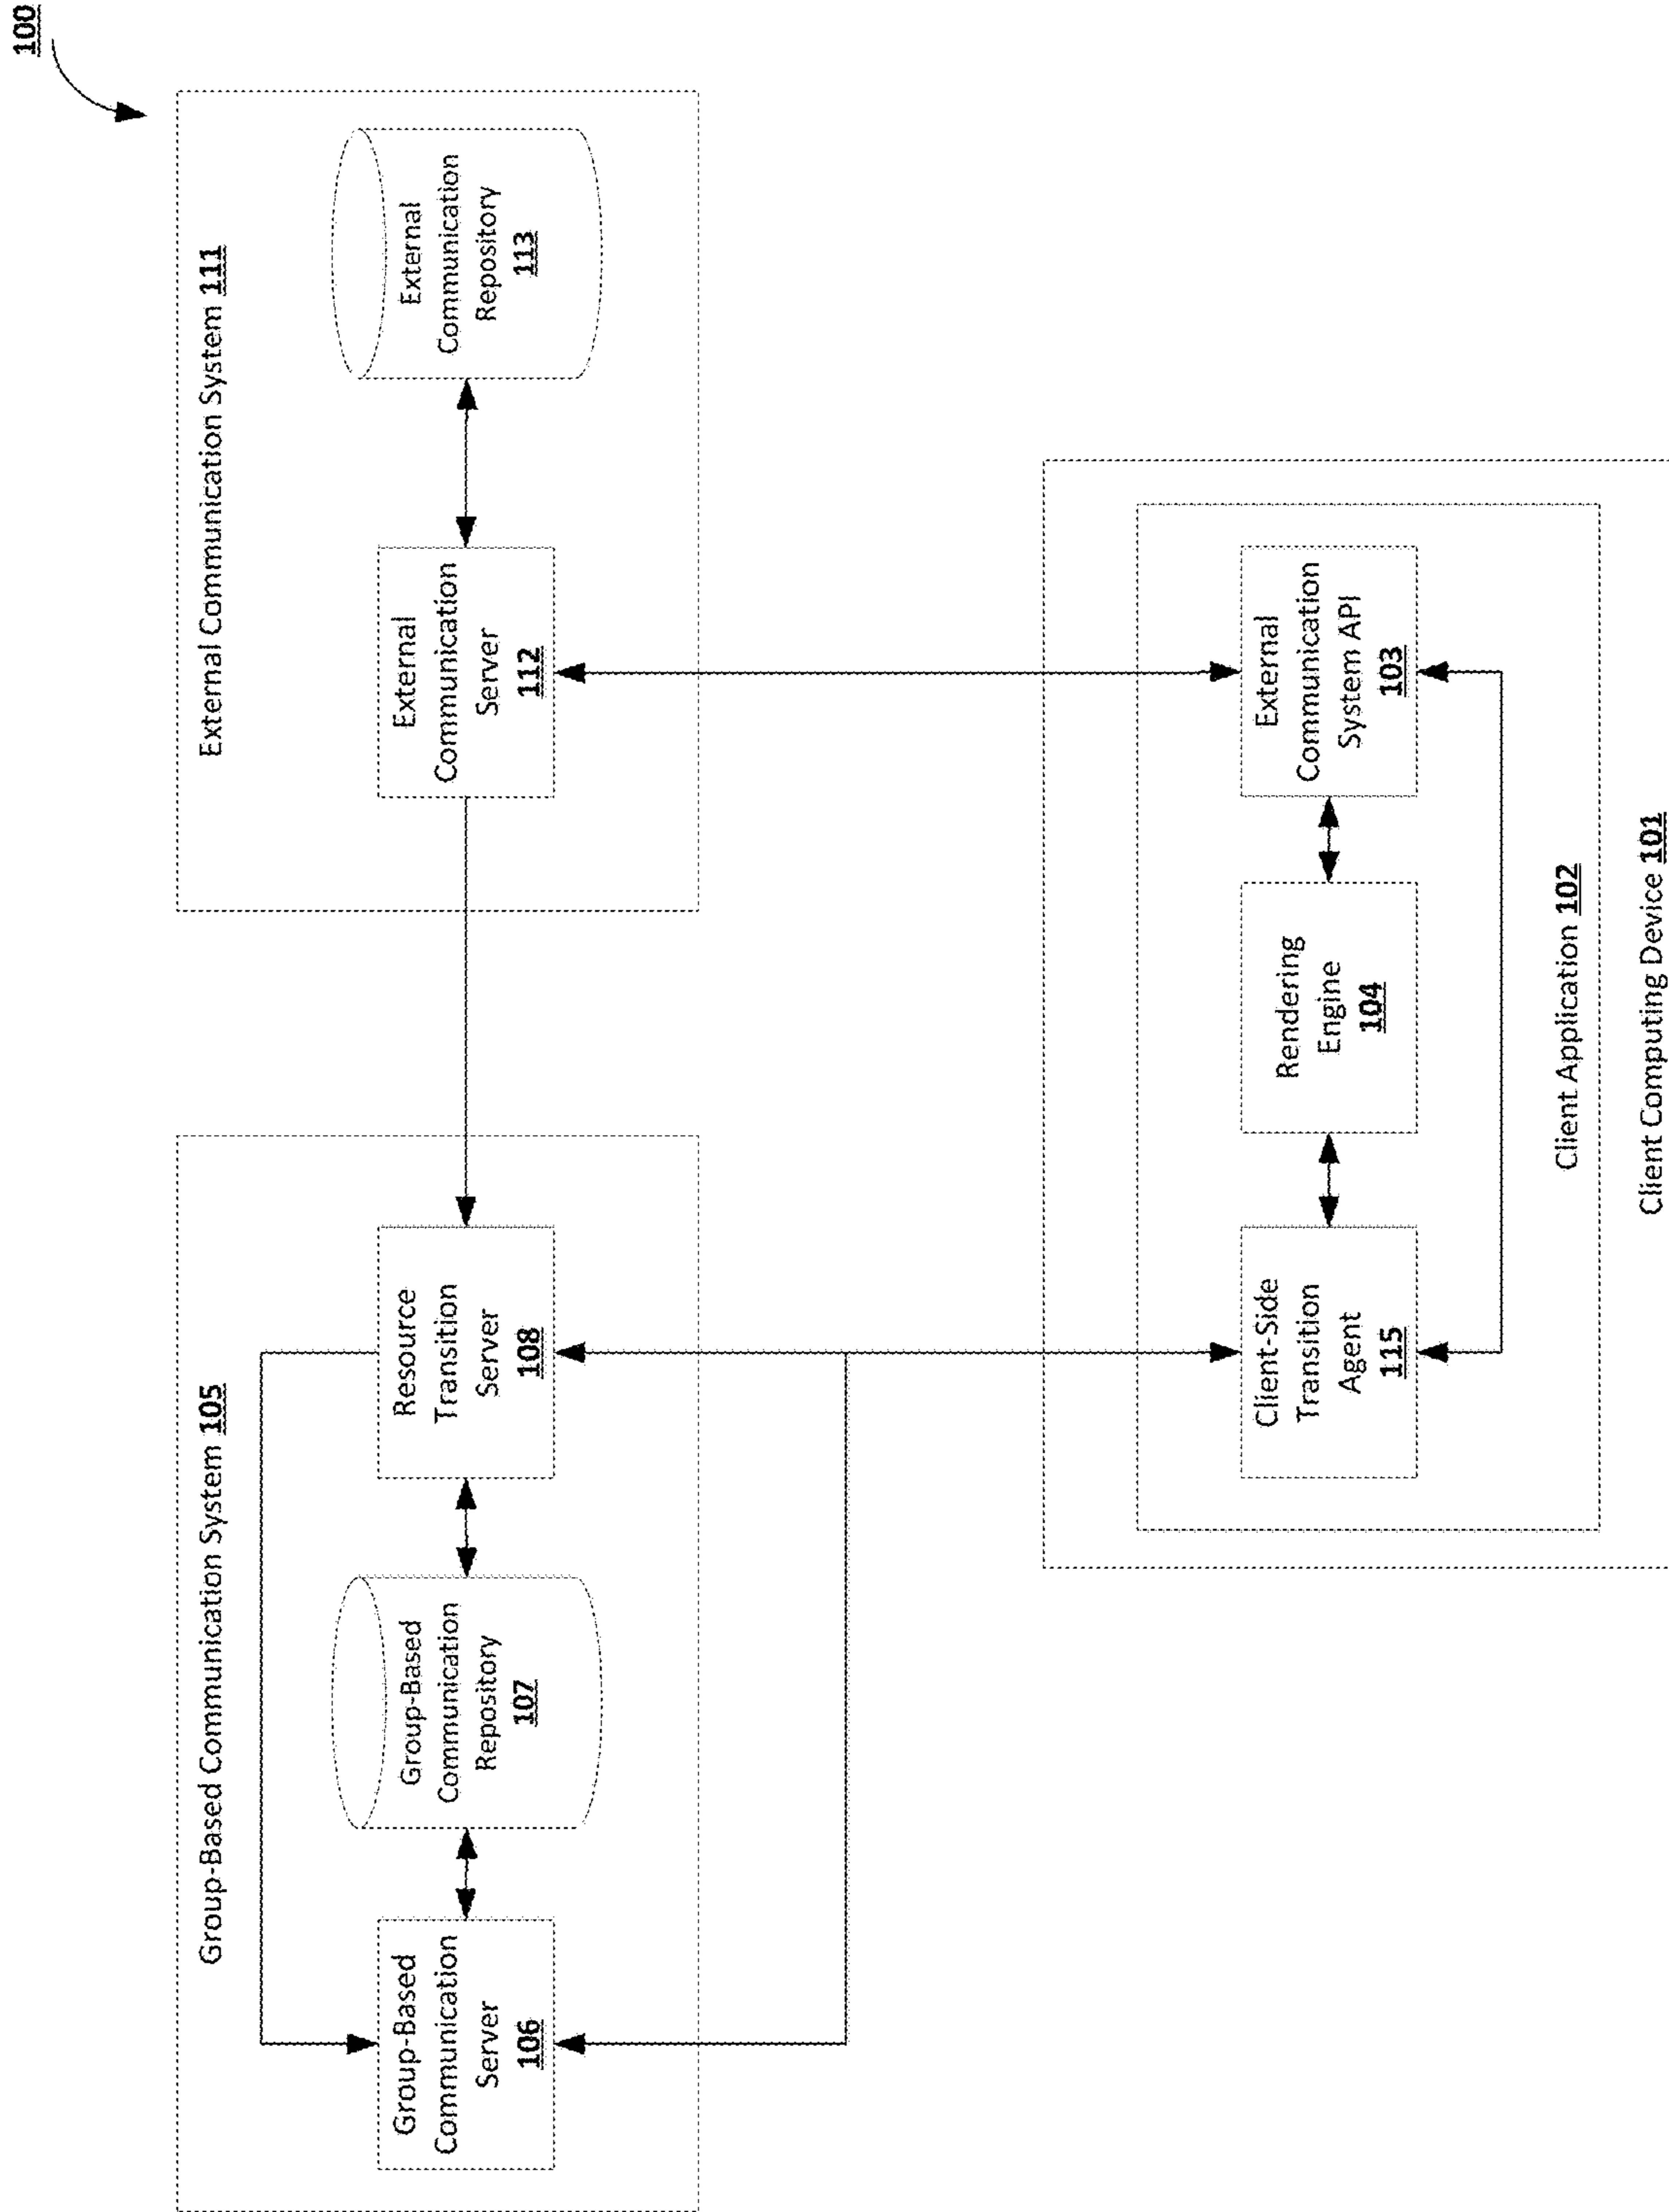 100
Group-Based Communication System 105
Group-Based
Communication
Server
106
Group-Based
Communication
Repository
107
Resource
Transition
Server
108
External Communication System 111
External
Communication
Server
112
External
Communication
Repository
113
Client-Side
Transition
Agent
115
Rendering
Engine
104
External
Communication
System API
103
Client Application 102
Client Computing Device 101